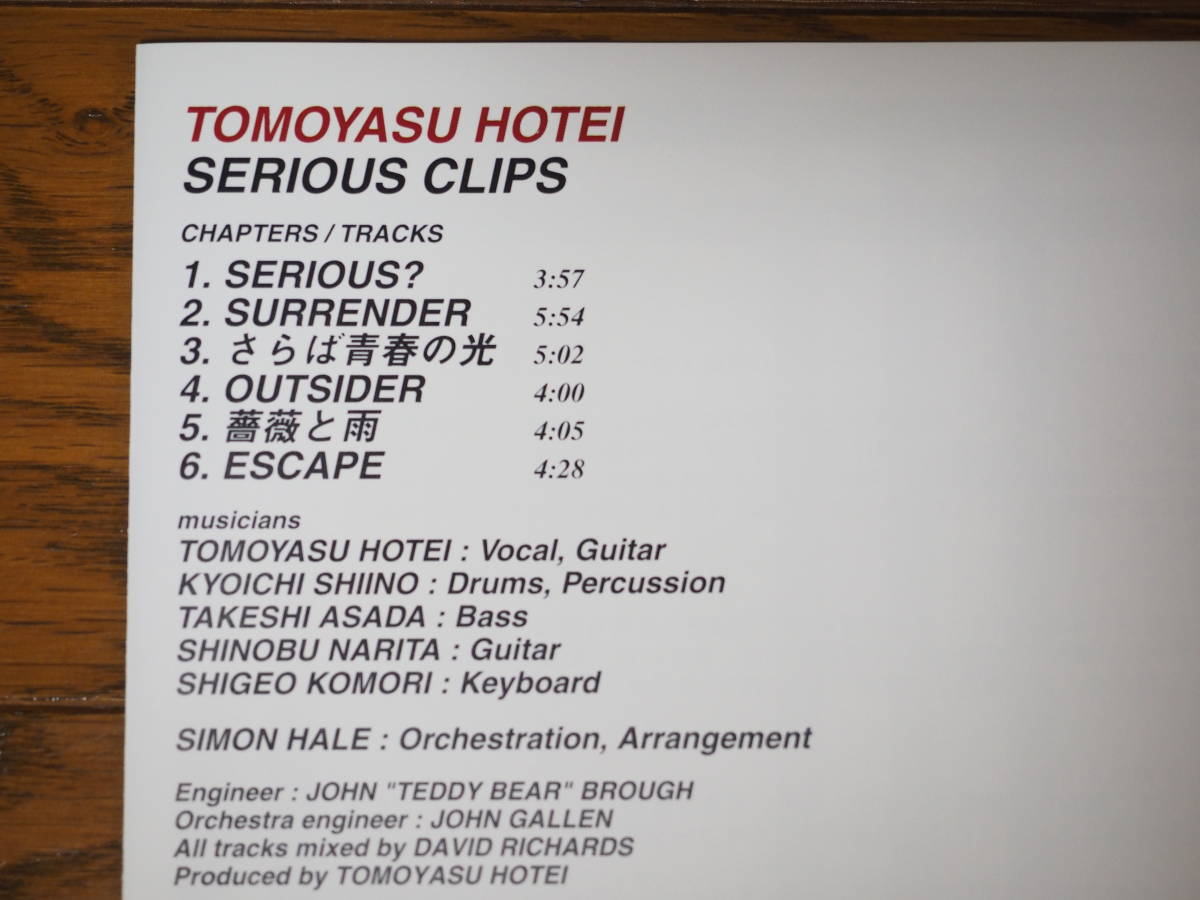 TOMOYASU HOTEI
SERIOUS CLIPS
CHAPTERS / TRACKS
1. SERIOUS? 3:57
2. SURRENDER 5:54
3. さらば青春の光 5:02
4. OUTSIDER 4:00
5. 薔薇と雨 4:05
6. ESCAPE 4:28
musicians
TOMOYASU HOTEI : Vocal, Guitar
KYOICHI SHIINO : Drums, Percussion
TAKESHI ASADA : Bass
SHINOBU NARITA : Guitar
SHIGEO KOMORI : Keyboard
SIMON HALE : Orchestration, Arrangement
Engineer : JOHN "TEDDY BEAR" BROUGH
Orchestra engineer : JOHN GALLEN
All tracks mixed by DAVID RICHARDS
Produced by TOMOYASU HOTEI